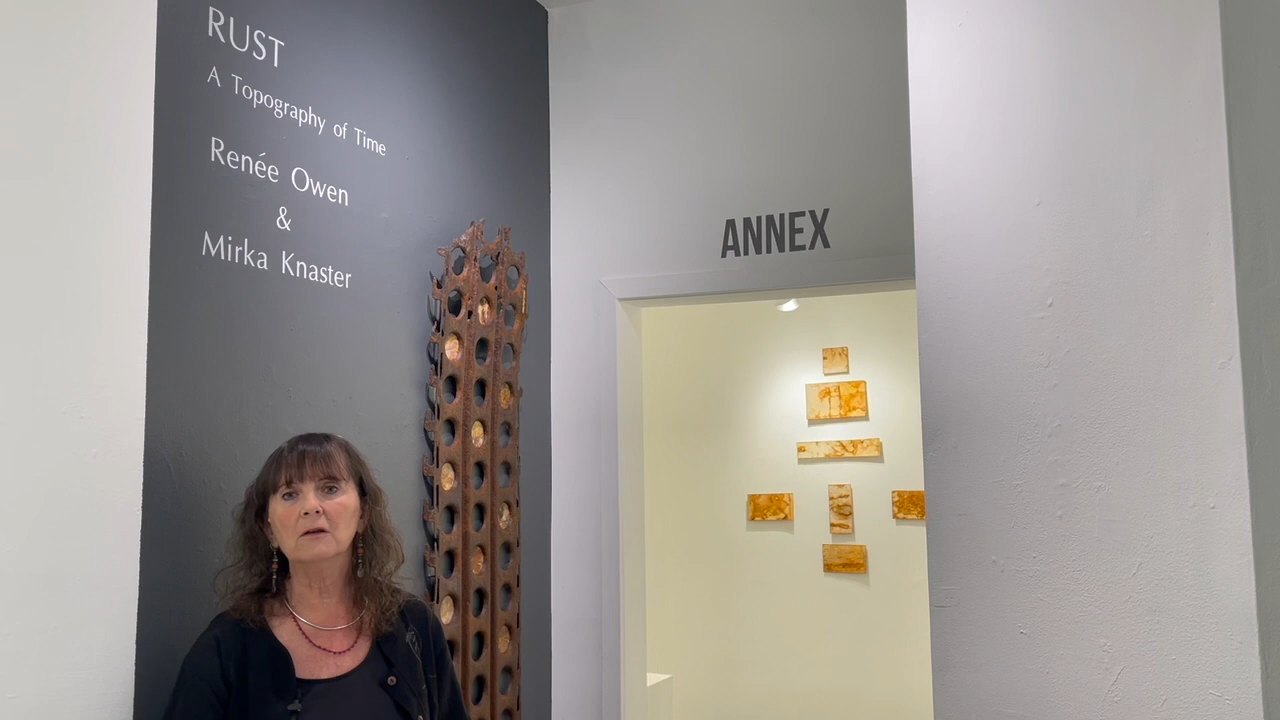 RUST
A Topography of Time
Renée Owen
&
Mirka Knaster
ANNEX